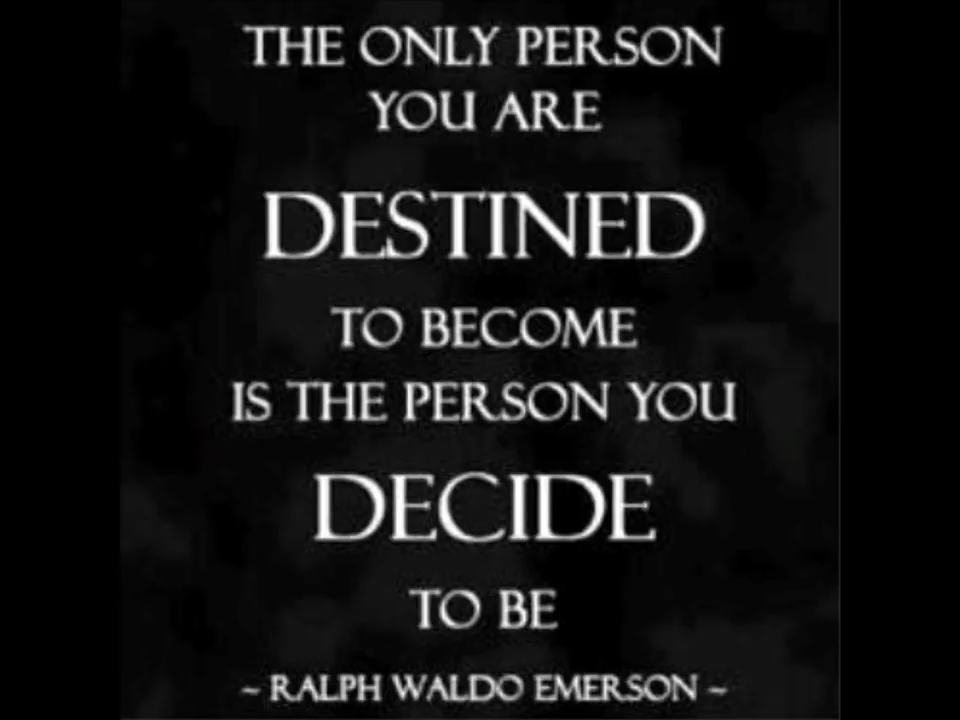 THE ONLY PERSON
YOU ARE
DESTINED
TO BECOME
IS THE PERSON YOU
DECIDE
TO BE
~ RALPH WALDO EMERSON ~